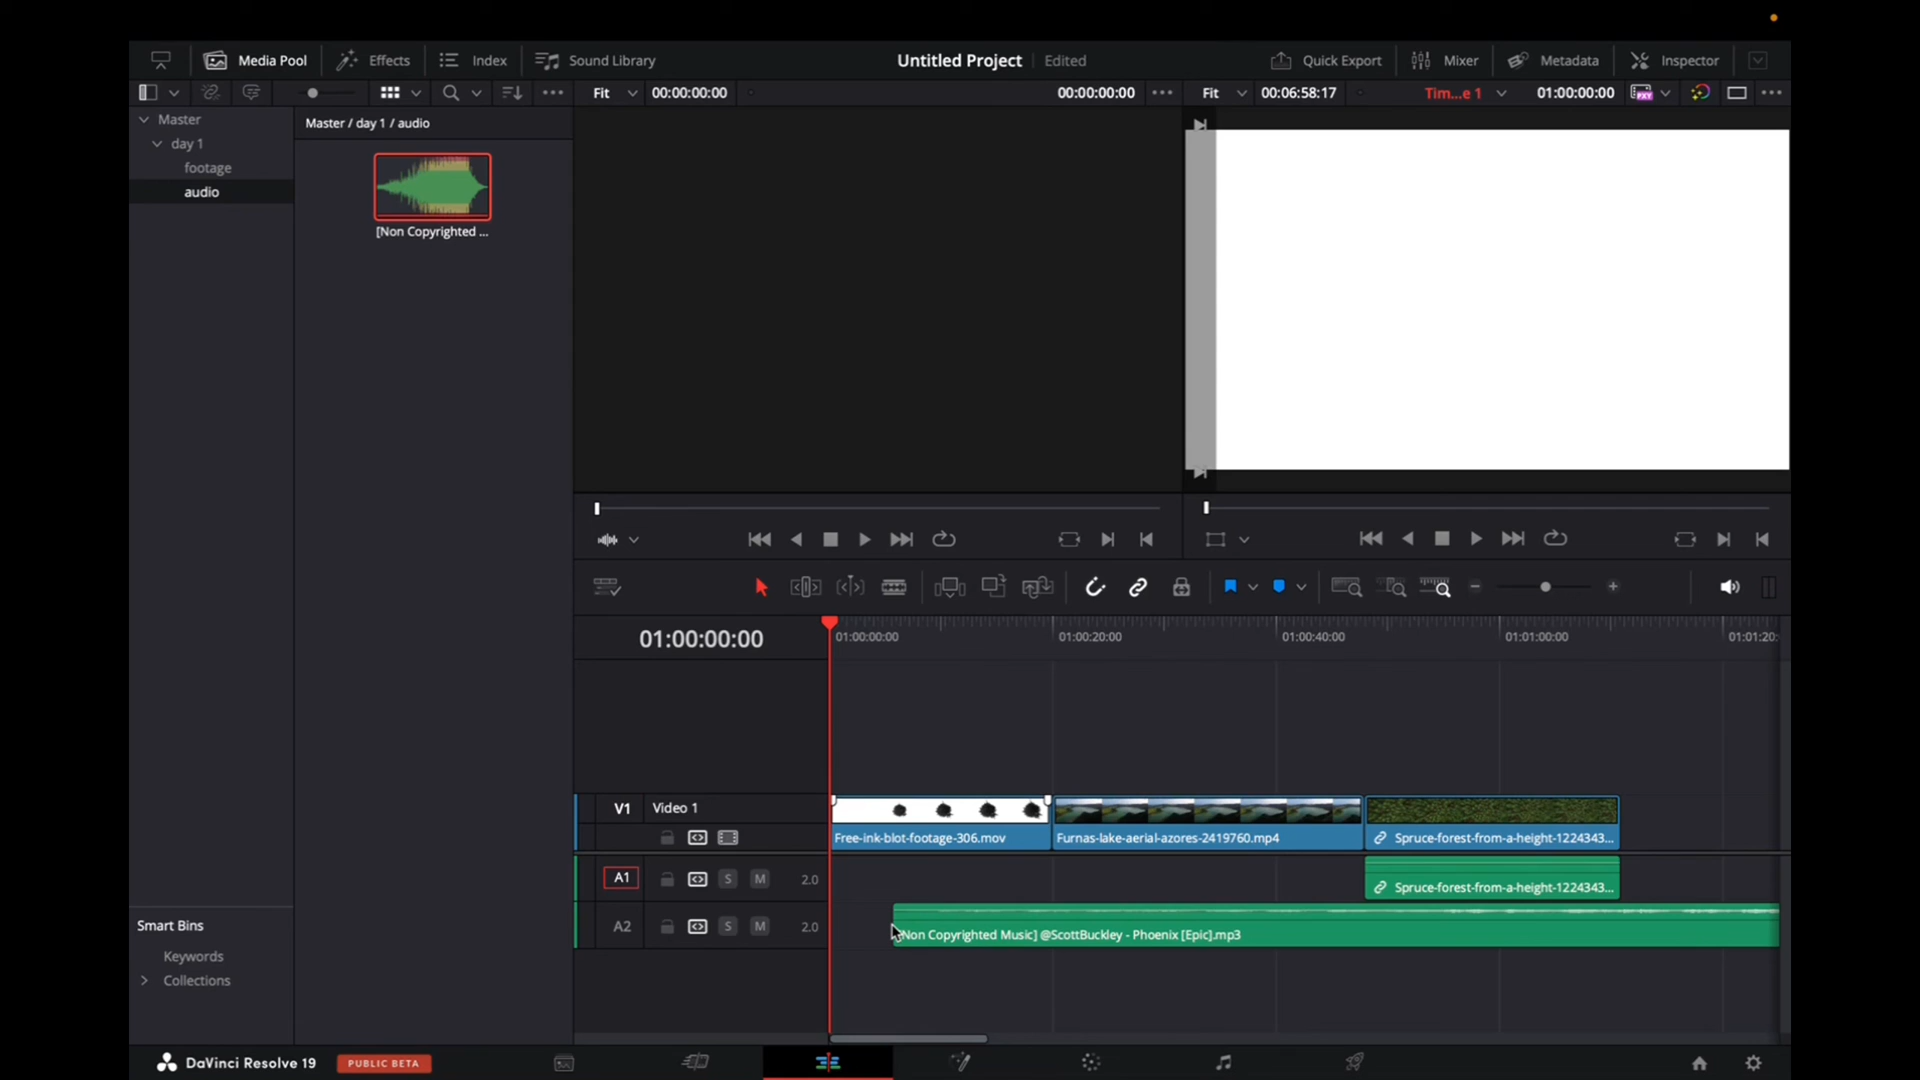 Media Pool Effects Index Sound Library Untitled Project Edited Quick Export Mixer Metadata Inspector
Fit 00:00:00:00 00:00:00:00 Fit 00:06:58:17 Tim...e 1 01:00:00:00
Master
day 1
footage
audio
Master / day 1 / audio
[Non Copyrighted ...
01:00:00:00
01:00:00:00 01:00:20:00 01:00:40:00 01:01:00:00 01:01:20:
V1 Video 1
Free-ink-blot-footage-306.mov Furnas-lake-aerial-azores-2419760.mp4 Spruce-forest-from-a-height-1224343...
A1 S M 2.0 Spruce-forest-from-a-height-1224343...
A2 S M 2.0 Non Copyrighted Music] @ScottBuckley - Phoenix [Epic].mp3
Smart Bins
Keywords
Collections
DaVinci Resolve 19 PUBLIC BETA